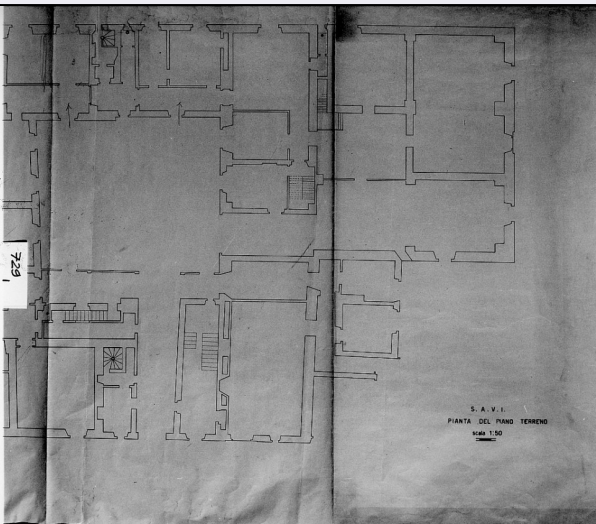 729,
S. A. V. I.
PIANTA DEL PIANO TERRENO
scala 1:50